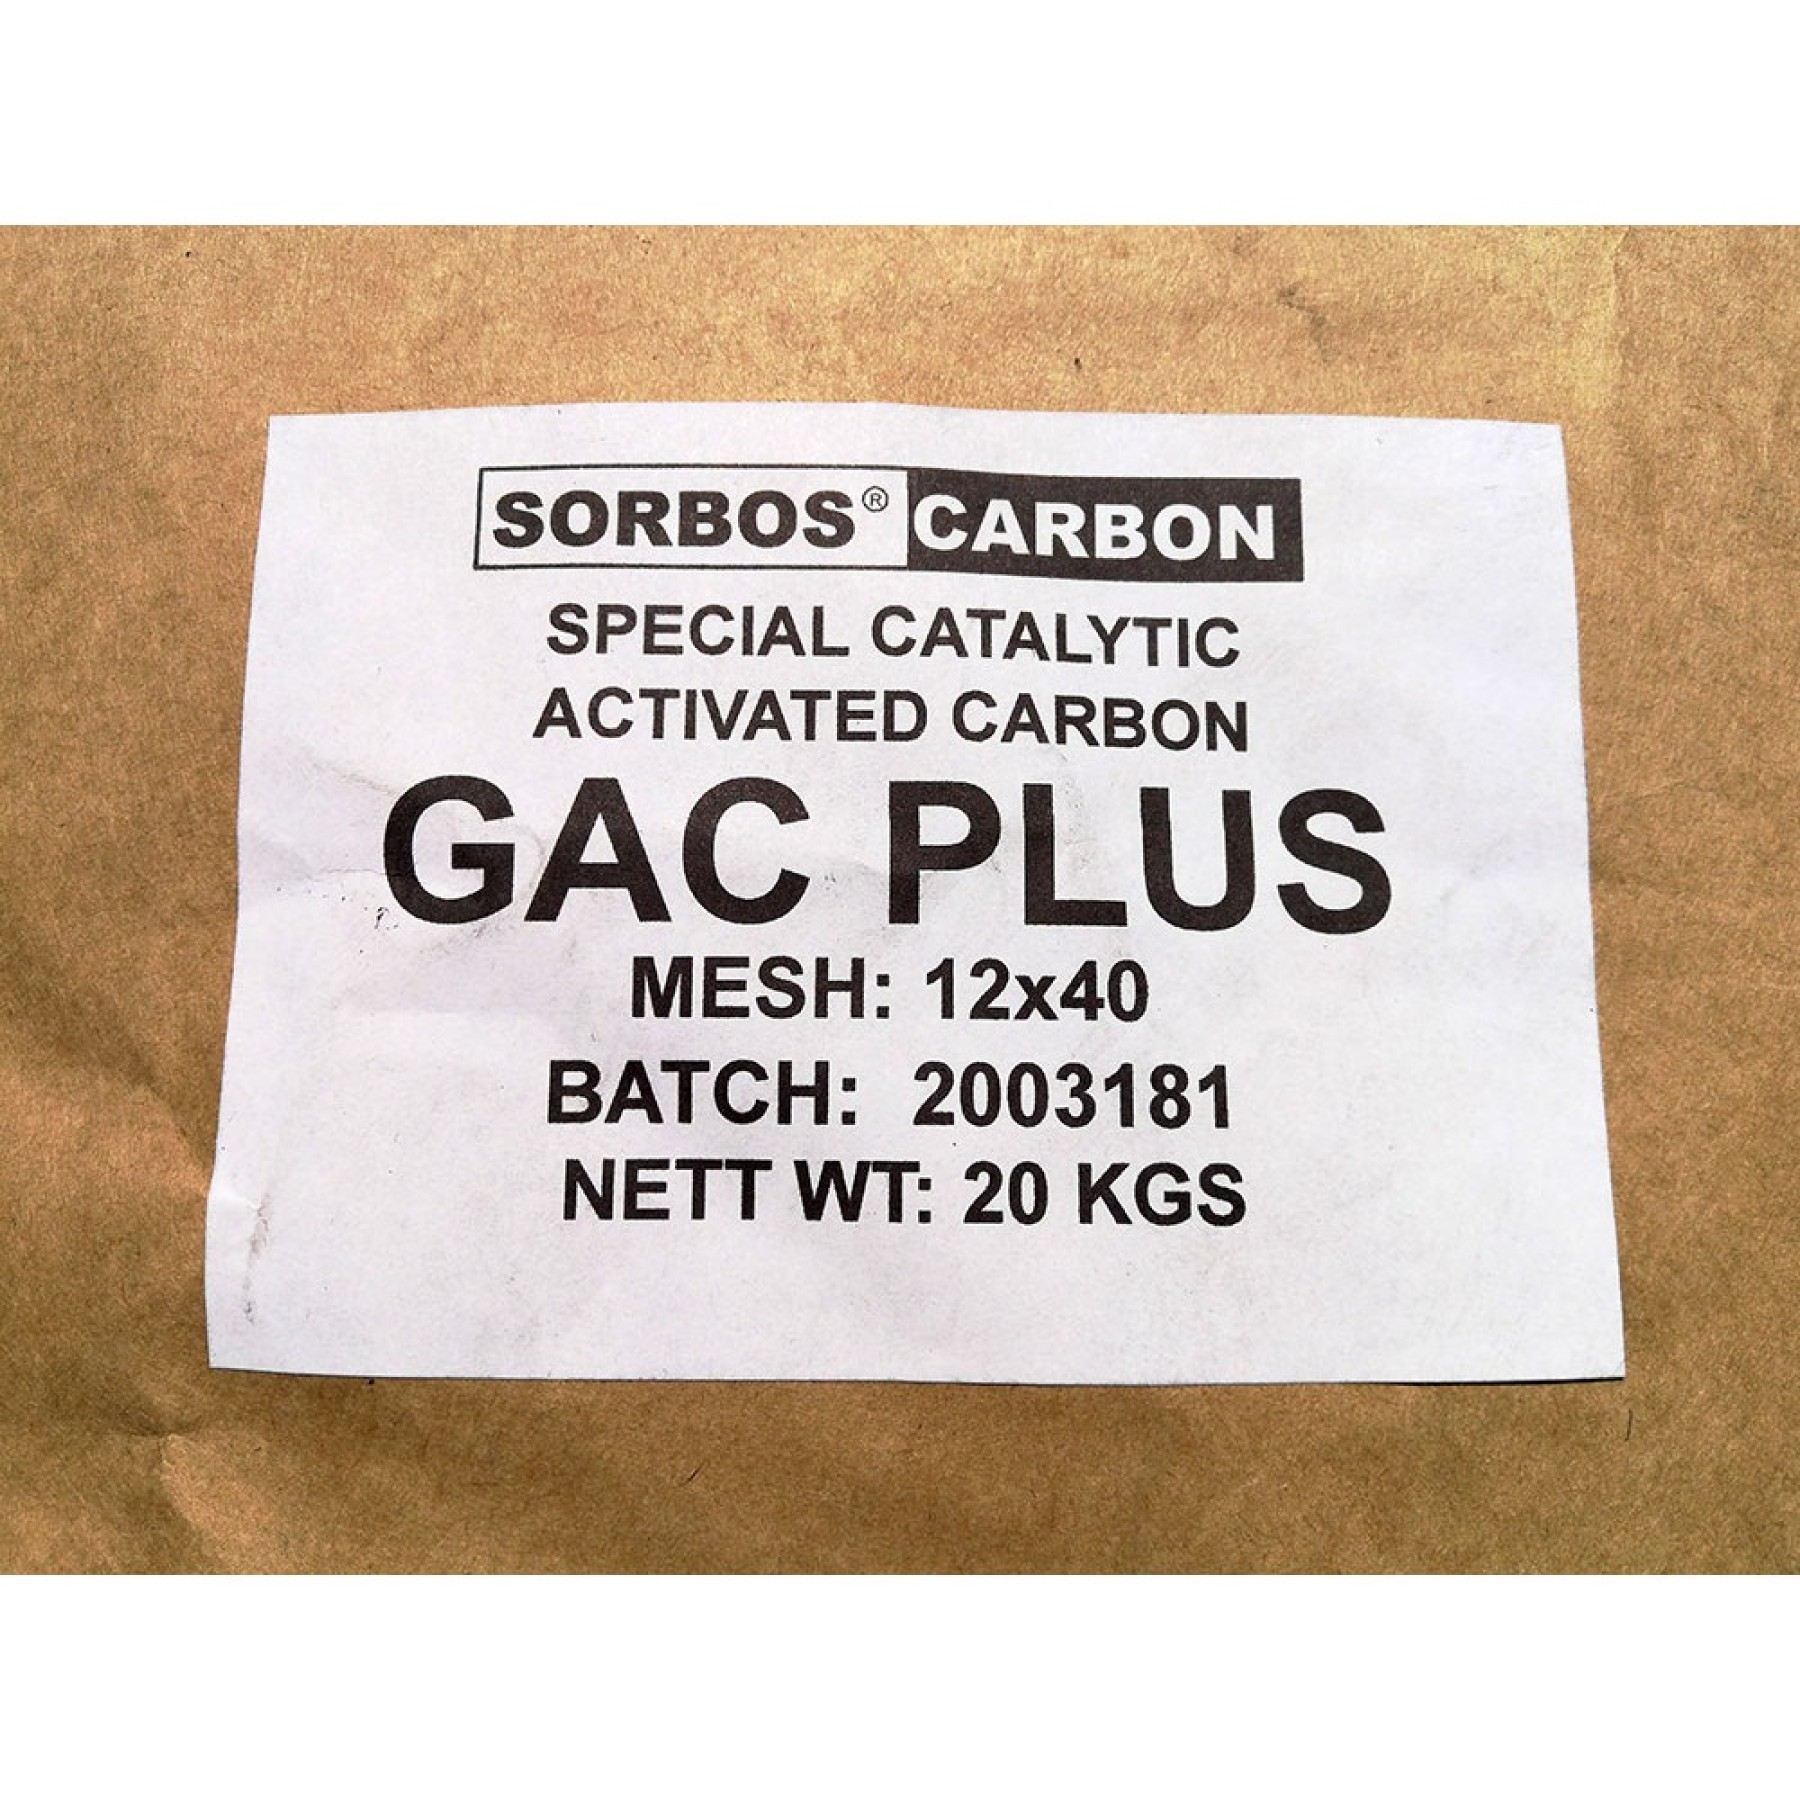 SORBOS® CARBON
SPECIAL CATALYTIC
ACTIVATED CARBON
GAC PLUS
MESH: 12x40
BATCH: 2003181
NETT WT: 20 KGS